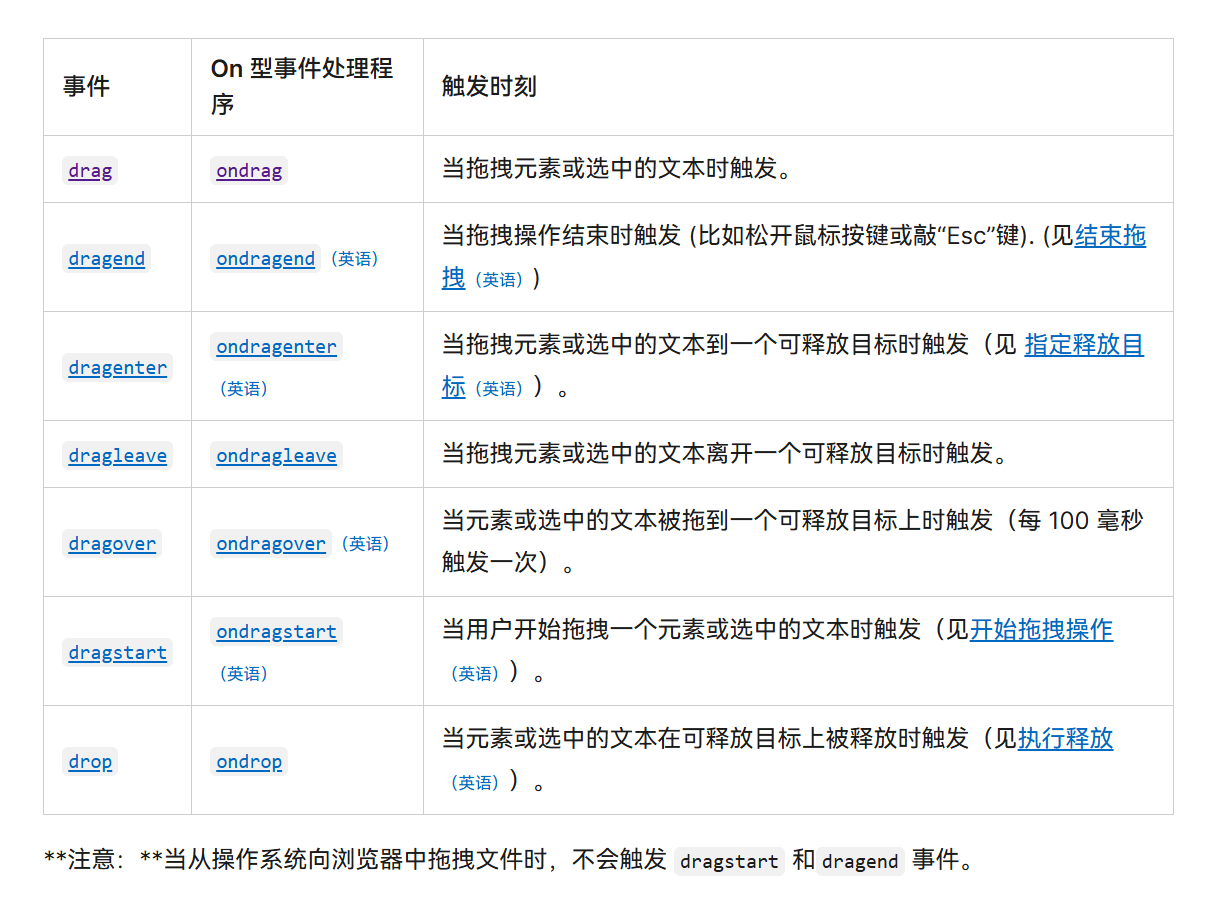 事件
On 型事件处理程
序
触发时刻
drag
ondrag
当拖拽元素或选中的文本时触发。
dragend
ondragend（英语）
当拖拽操作结束时触发 (比如松开鼠标按键或敲“Esc”键). (见结束拖
拽（英语）)
dragenter
ondragenter
（英语）
当拖拽元素或选中的文本到一个可释放目标时触发（见 指定释放目
标（英语））。
dragleave
ondragleave
当拖拽元素或选中的文本离开一个可释放目标时触发。
dragover
ondragover（英语）
当元素或选中的文本被拖到一个可释放目标上时触发（每 100 毫秒
触发一次）。
dragstart
ondragstart
（英语）
当用户开始拖拽一个元素或选中的文本时触发（见开始拖拽操作
（英语））。
drop
ondrop
当元素或选中的文本在可释放目标上被释放时触发（见执行释放
（英语））。
**注意：**当从操作系统向浏览器中拖拽文件时，不会触发 dragstart 和dragend 事件。